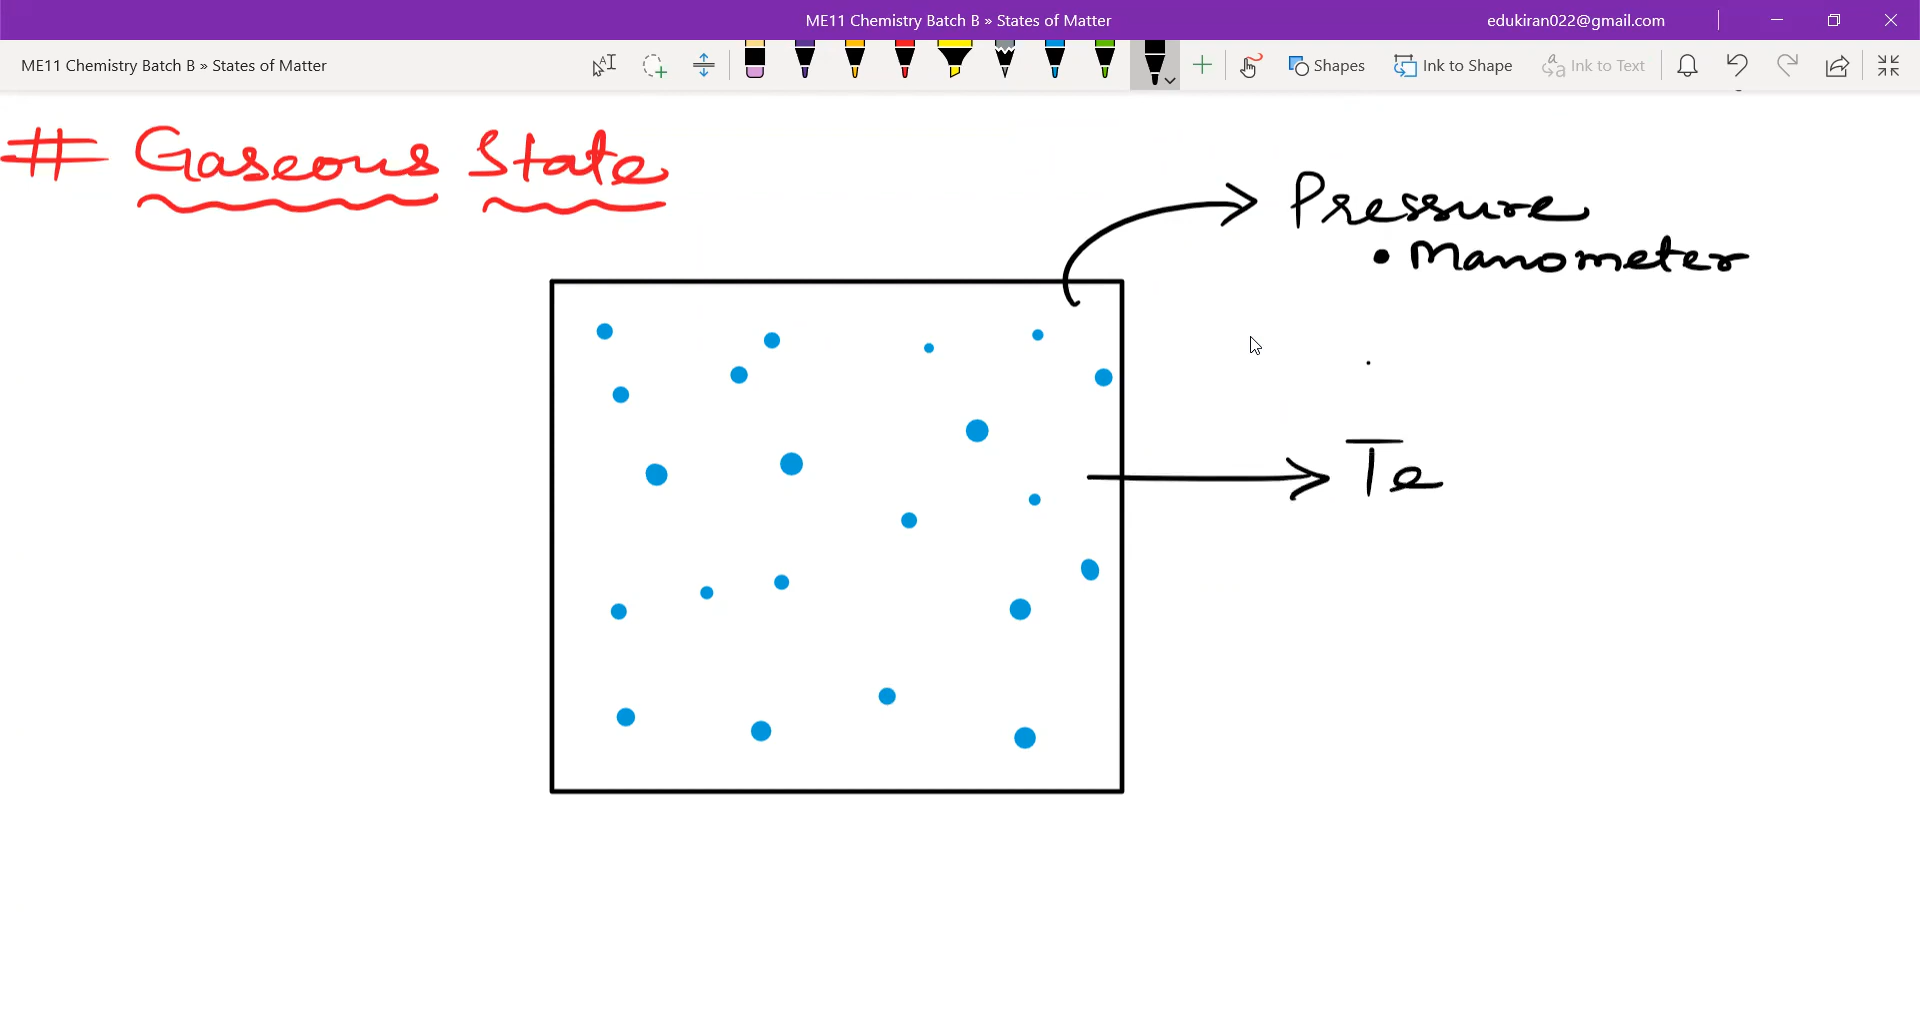 ME11 Chemistry Batch B » States of Matter
edukiran022@gmail.com
ME11 Chemistry Batch B » States of Matter
Shapes
Ink to Shape
Ink to Text
# Gaseous State
Pressure
• Manometer
Te